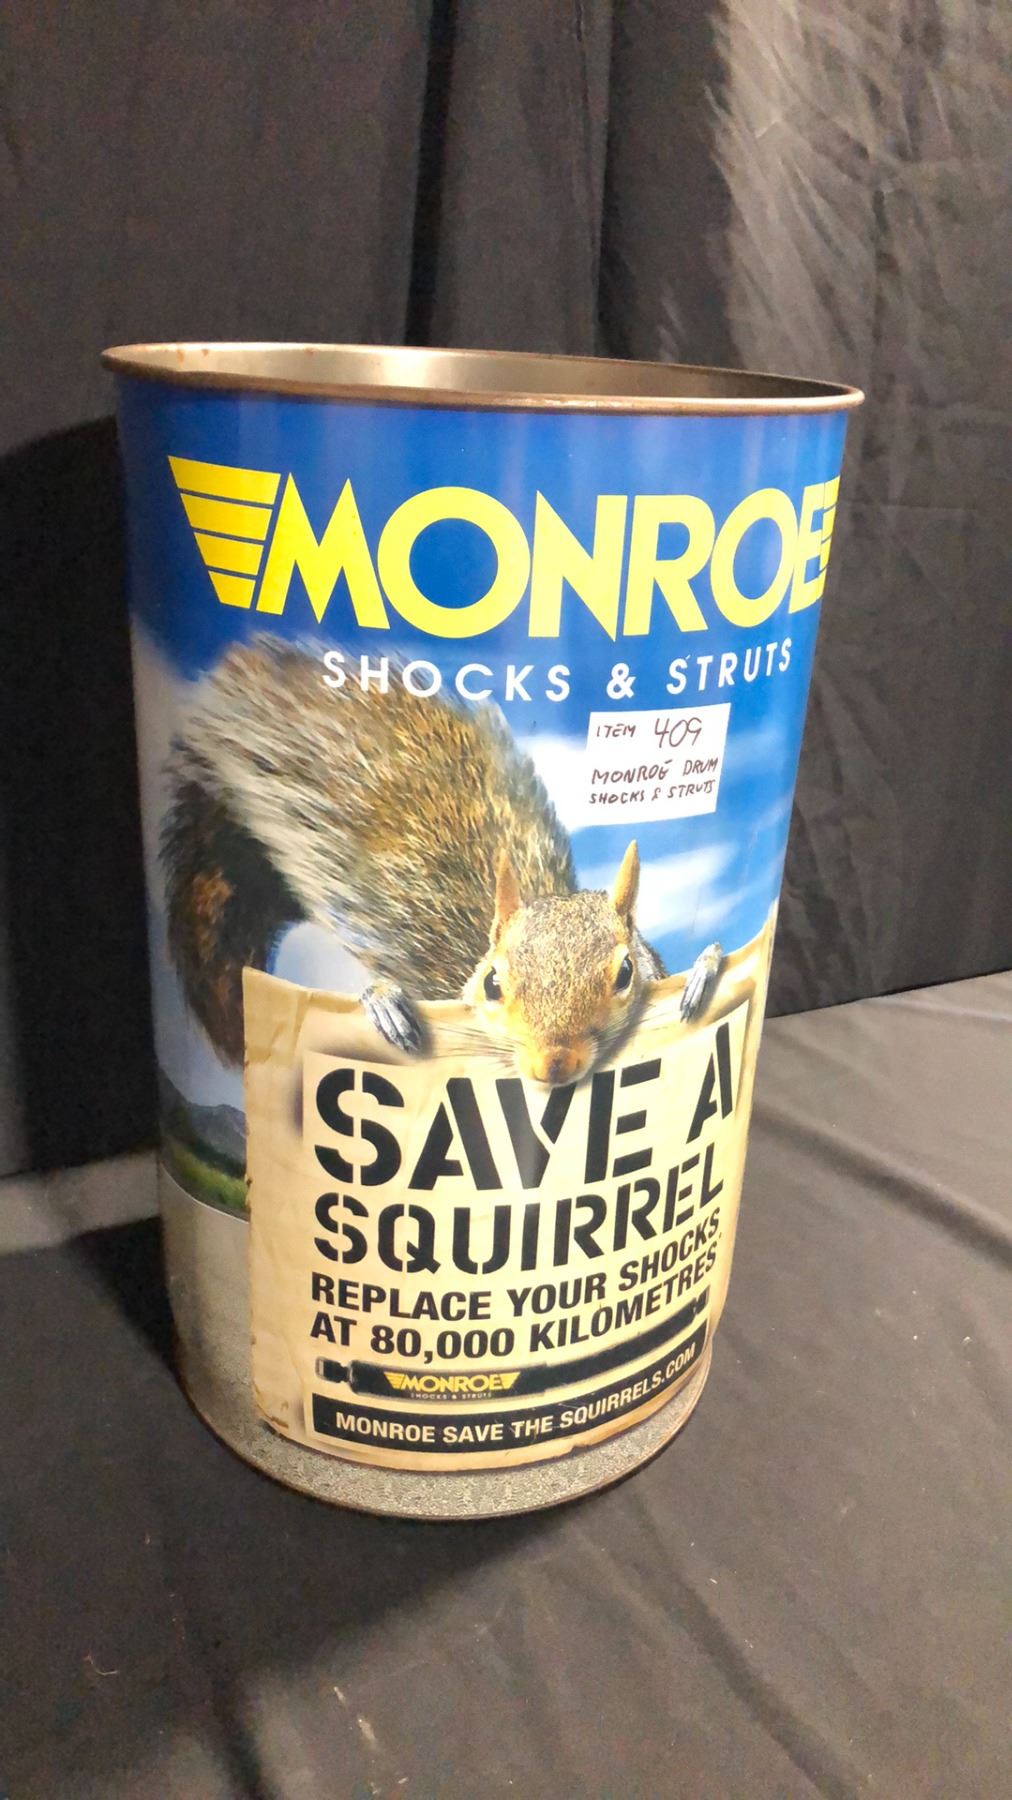 MONROE
SHOCKS & STRUTS
ITEM 409
MONROE DRUM
SHOCKS & STRUTS
SAVE A
SQUIRREL
REPLACE YOUR SHOCKS
AT 80,000 KILOMETRES*
MONROE
SHOCKS & STRUTS
MONROE SAVE THE SQUIRRELS.COM